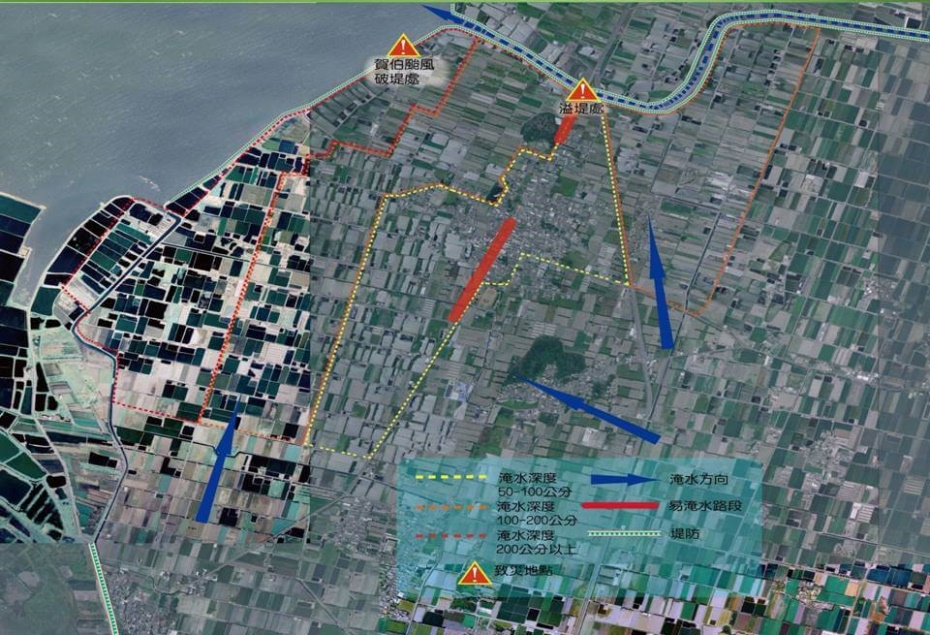 賀伯颱風
破堤處
溢堤處
淹水深度
50-100公分
淹水方向
淹水深度
100-200公分
易淹水路段
淹水深度
200公分以上
堤防
致災地點